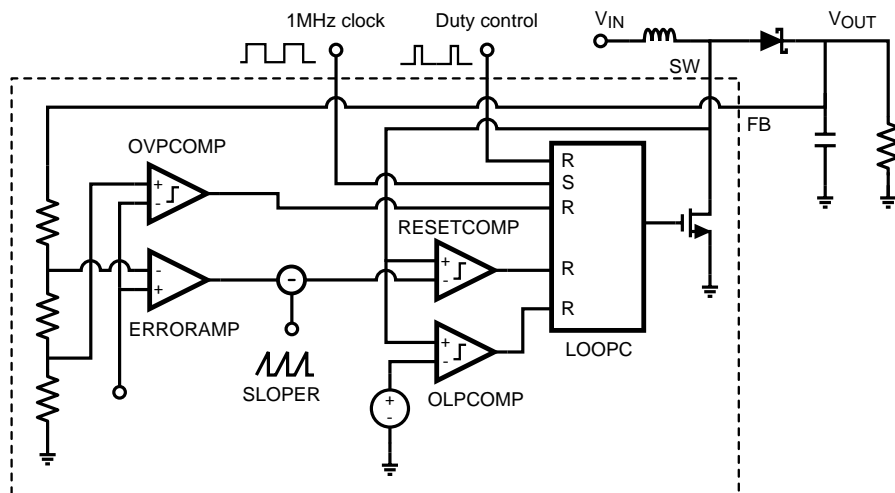 1MHz clock
Duty control
VIN
VOUT
SW
FB
OVPCOMP
+
-
R
S
R
RESETCOMP
-
+
-
+
-
R
ERRORAMP
+
-
R
LOOPC
SLOPER
OLPCOMP
+
-